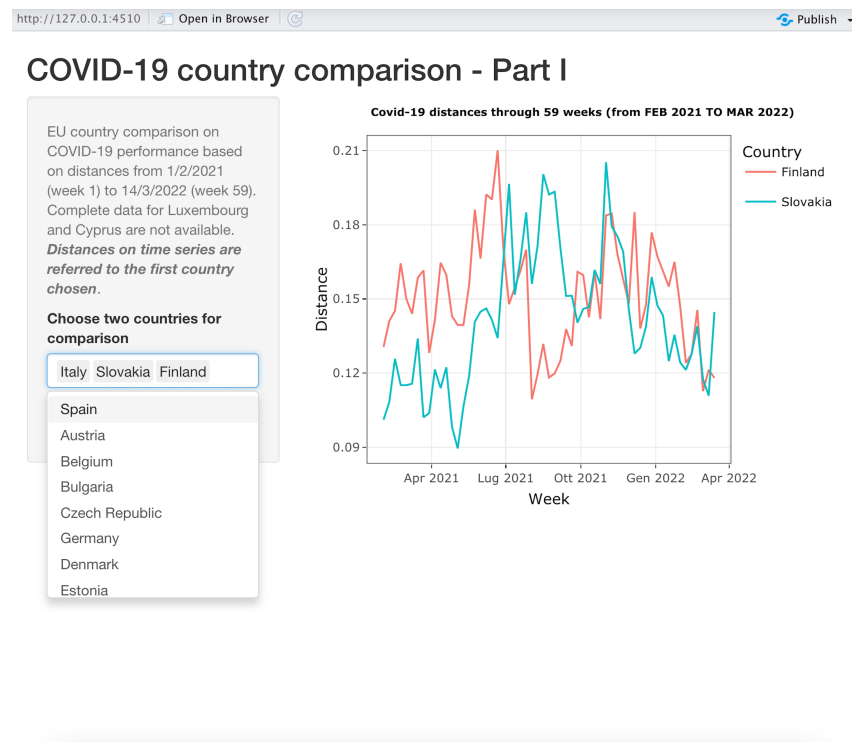 http://127.0.0.1:4510 Open in Browser Publish
COVID-19 country comparison - Part I
EU country comparison on
COVID-19 performance based
on distances from 1/2/2021
(week 1) to 14/3/2022 (week 59).
Complete data for Luxembourg
and Cyprus are not available.
Distances on time series are
referred to the first country
chosen.
Choose two countries for
comparison
Italy Slovakia Finland
Spain
Austria
Belgium
Bulgaria
Czech Republic
Germany
Denmark
Estonia
Covid-19 distances through 59 weeks (from FEB 2021 TO MAR 2022)
Distance
0.21
0.18
0.15
0.12
0.09
Apr 2021 Lug 2021 Ott 2021 Gen 2022 Apr 2022
Week
Country
Finland
Slovakia